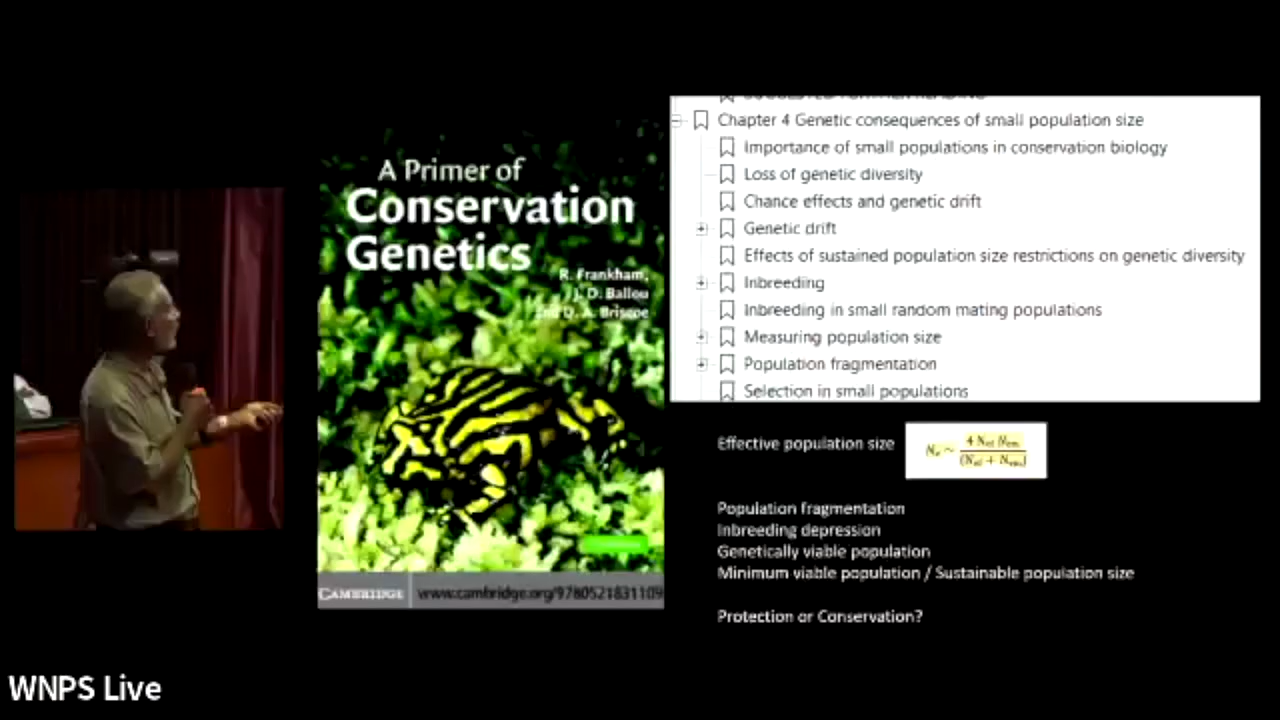 A Primer of
Conservation
Genetics
R. Frankham,
J. D. Ballou
and D. A. Briscoe
CAMBRIDGE
www.cambridge.org/9780521831109
SUGGESTED FURTHER READING
Chapter 4 Genetic consequences of small population size
Importance of small populations in conservation biology
Loss of genetic diversity
Chance effects and genetic drift
Genetic drift
Effects of sustained population size restrictions on genetic diversity
Inbreeding
Inbreeding in small random mating populations
Measuring population size
Population fragmentation
Selection in small populations
Effective population size
Population fragmentation
Inbreeding depression
Genetically viable population
Minimum viable population / Sustainable population size
Protection or Conservation?
WNPS Live